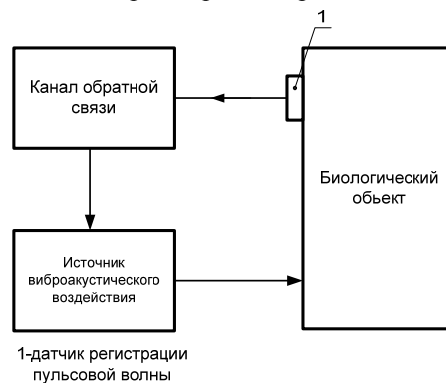 1
Канал обратной
связи
Биологический
обьект
Источник
виброакустического
воздействия
1-датчик регистрации
пульсовой волны